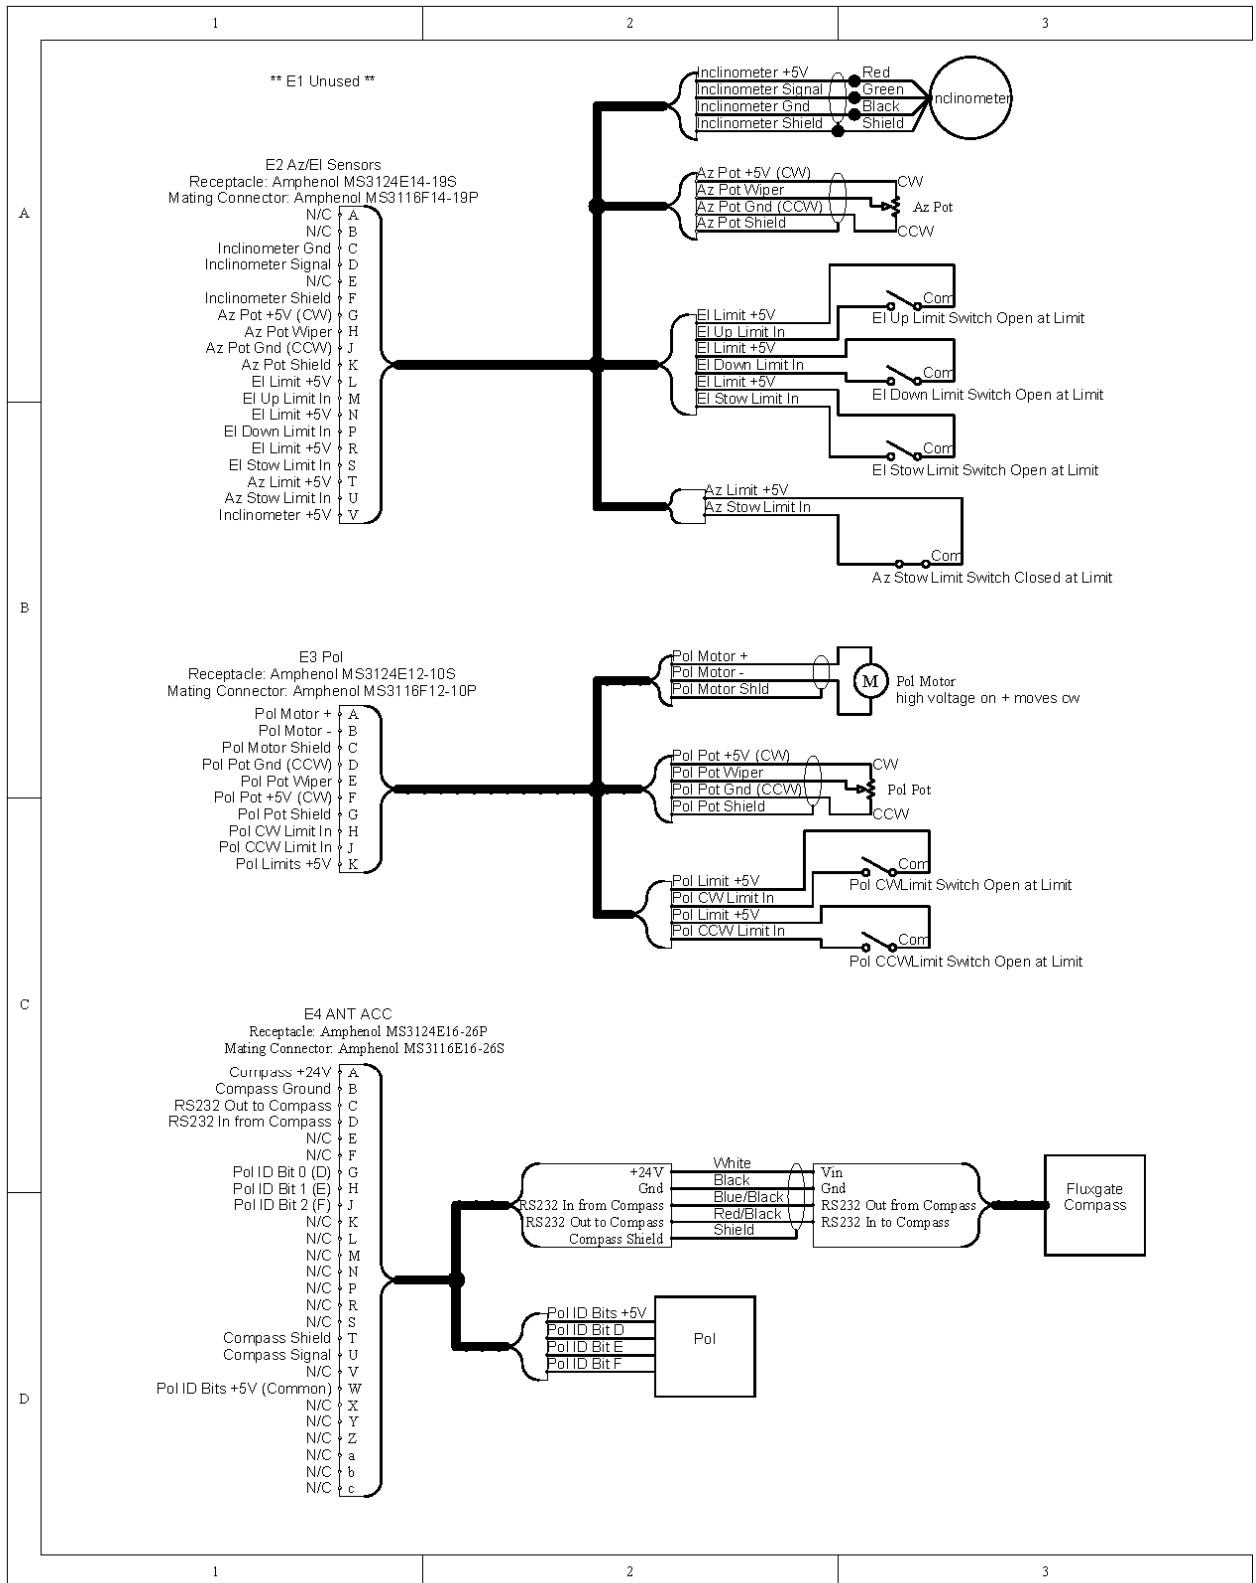 1 2 3
** E1 Unused **
E2 Az/El Sensors
Receptacle: Amphenol MS3124E14-19S
Mating Connector: Amphenol MS3116F14-19P
N/C A
N/C B
Inclinometer Gnd C
Inclinometer Signal D
N/C E
Inclinometer Shield F
Az Pot +5V (CW) G
Az Pot Wiper H
Az Pot Gnd (CCW) J
Az Pot Shield K
El Limit +5V L
El Up Limit In M
El Limit +5V N
El Down Limit In P
El Limit +5V R
El Stow Limit In S
Az Limit +5V T
Az Stow Limit In U
Inclinometer +5V V
Inclinometer +5V Red
Inclinometer Signal Green
Inclinometer Gnd Black
Inclinometer Shield Shield
Inclinometer
Az Pot +5V (CW) CW
Az Pot Wiper
Az Pot Gnd (CCW) Az Pot
Az Pot Shield CCW
El Limit +5V
El Up Limit In
El Limit +5V
El Down Limit In
El Limit +5V
El Stow Limit In
Com
El Up Limit Switch Open at Limit
Com
El Down Limit Switch Open at Limit
Com
El Stow Limit Switch Open at Limit
Az Limit +5V
Az Stow Limit In
Com
Az Stow Limit Switch Closed at Limit
A
B
E3 Pol
Receptacle: Amphenol MS3124E12-10S
Mating Connector: Amphenol MS3116F12-10P
Pol Motor + A
Pol Motor - B
Pol Motor Shield C
Pol Pot Gnd (CCW) D
Pol Pot Wiper E
Pol Pot +5V (CW) F
Pol Pot Shield G
Pol CW Limit In H
Pol CCW Limit In J
Pol Limits +5V K
Pol Motor +
Pol Motor -
Pol Motor Shld
M
Pol Motor
high voltage on + moves cw
Pol Pot +5V (CW) CW
Pol Pot Wiper
Pol Pot Gnd (CCW) Pol Pot
Pol Pot Shield CCW
Pol Limit +5V
Pol CW Limit In
Pol Limit +5V
Pol CCW Limit In
Com
Pol CWLimit Switch Open at Limit
Com
Pol CCWLimit Switch Open at Limit
C
E4 ANT ACC
Receptacle: Amphenol MS3124E16-26P
Mating Connector: Amphenol MS3116E16-26S
Compass +24V A
Compass Ground B
RS232 Out to Compass C
RS232 In from Compass D
N/C E
N/C F
Pol ID Bit 0 (D) G
Pol ID Bit 1 (E) H
Pol ID Bit 2 (F) J
N/C K
N/C L
N/C M
N/C N
N/C P
N/C R
N/C S
Compass Shield T
Compass Signal U
N/C V
Pol ID Bits +5V (Common) W
N/C X
N/C Y
N/C Z
N/C a
N/C b
N/C c
+24V White Vin
Gnd Black Gnd
RS232 In from Compass Blue/Black RS232 Out from Compass
RS232 Out to Compass Red/Black RS232 In to Compass
Compass Shield Shield
Fluxgate
Compass
Pol ID Bits +5V
Pol ID Bit D
Pol ID Bit E
Pol ID Bit F
Pol
D
1 2 3